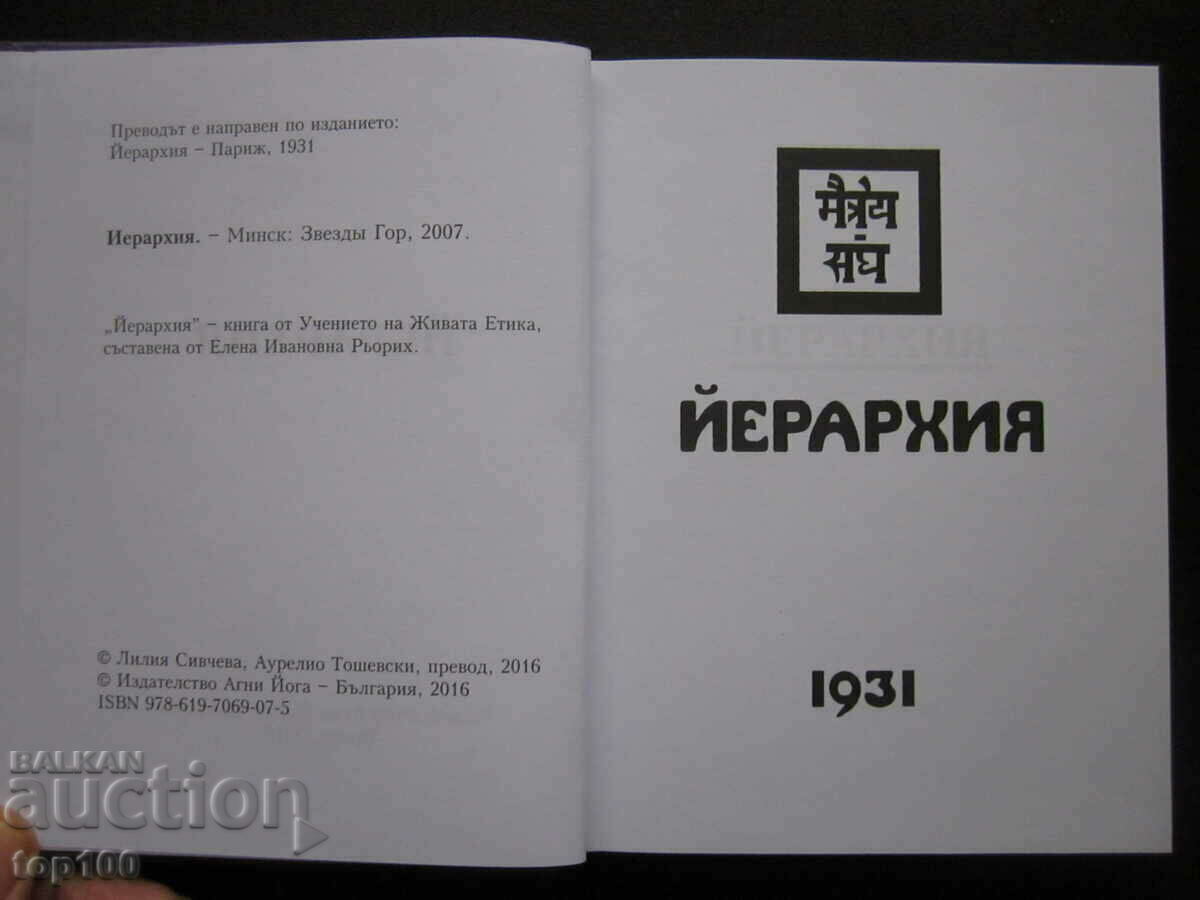 Преводът е направен по изданието:
Йерархия – Париж, 1931
Иерархия. – Минск: Звезды Гор, 2007.
„Йерархия" – книга от Учението на Живата Етика,
съставена от Елена Ивановна Рьорих.
© Лилия Сивчева, Аурелио Тошевски, превод, 2016
© Издателство Агни Йога – България, 2016
ISBN 978-619-7069-07-5
मैत्रेय
-
संघ
ЙЕРАРХИЯ
ЙЕРАРХИЯ
1931
BALKAN
auction
top100